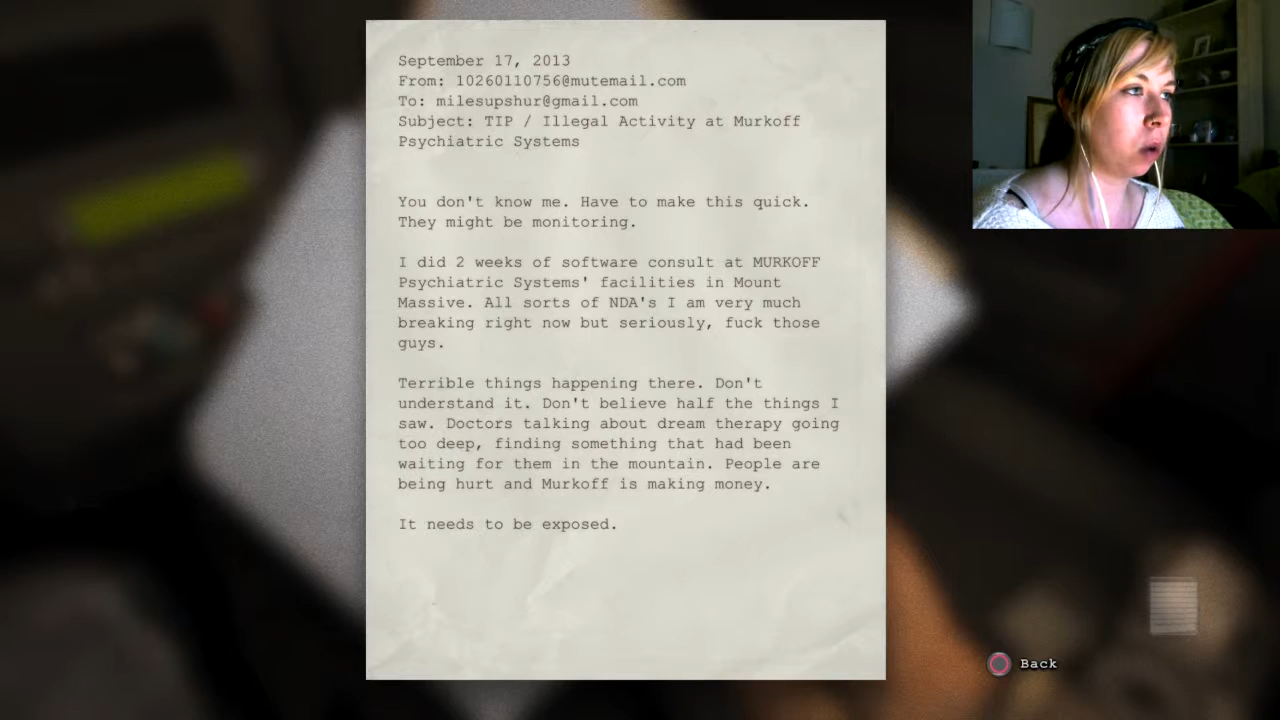 September 17, 2013
From: 10260110756@mutemail.com
To: milesupshur@gmail.com
Subject: TIP / Illegal Activity at Murkoff
Psychiatric Systems
You don't know me. Have to make this quick.
They might be monitoring.
I did 2 weeks of software consult at MURKOFF
Psychiatric Systems' facilities in Mount
Massive. All sorts of NDA's I am very much
breaking right now but seriously, fuck those
guys.
Terrible things happening there. Don't
understand it. Don't believe half the things I
saw. Doctors talking about dream therapy going
too deep, finding something that had been
waiting for them in the mountain. People are
being hurt and Murkoff is making money.
It needs to be exposed.
Back